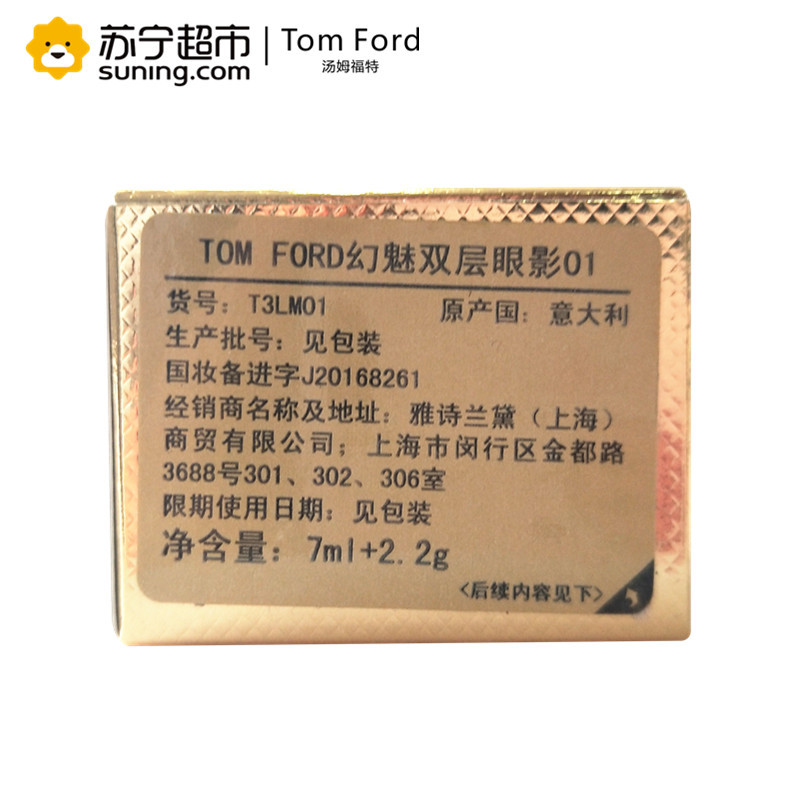 苏宁超市
suning.com
Tom Ford
汤姆福特
TOM FORD幻魅双层眼影01
货号：T3LM01 原产国：意大利
生产批号：见包装
国妆备进字J20168261
经销商名称及地址：雅诗兰黛（上海）
商贸有限公司；上海市闵行区金都路
3688号301、302、306室
限期使用日期：见包装
净含量：7ml+2.2g
<后续内容见下>